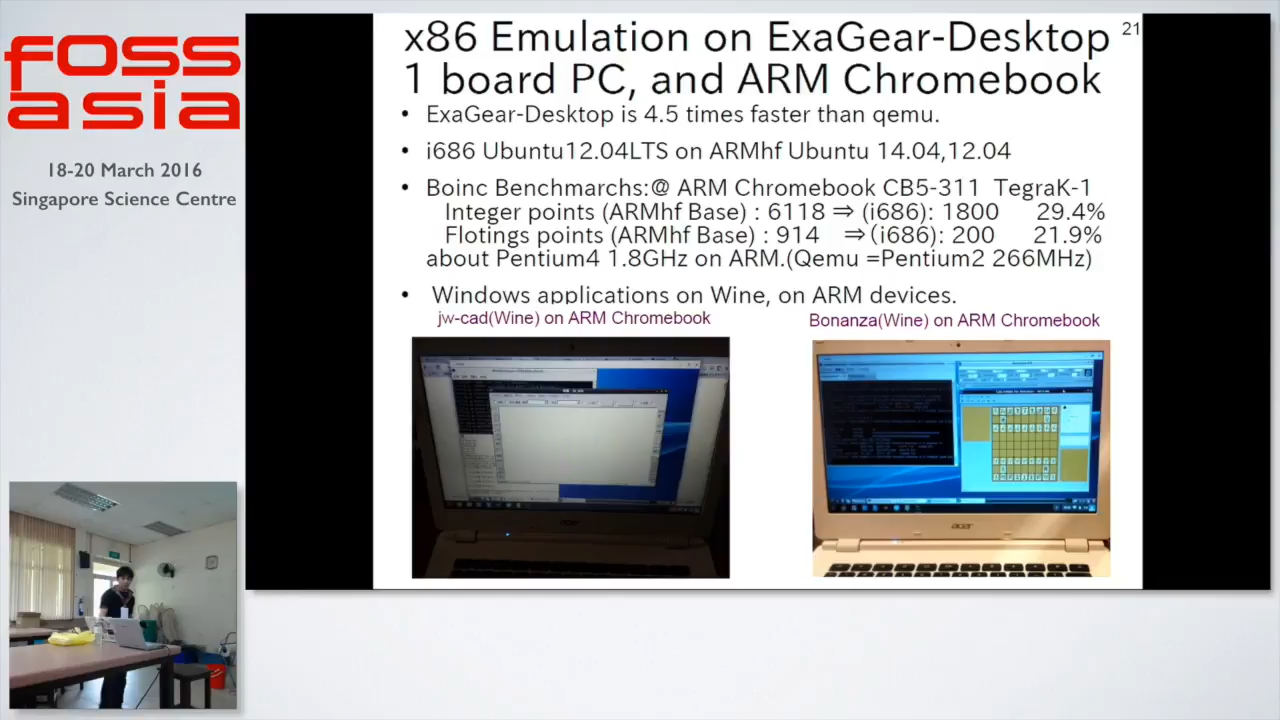 foss
asia
18-20 March 2016
Singapore Science Centre
x86 Emulation on ExaGear-Desktop
1 board PC, and ARM Chromebook
21
• ExaGear-Desktop is 4.5 times faster than qemu.
• i686 Ubuntu12.04LTS on ARMhf Ubuntu 14.04,12.04
• Boinc Benchmarchs:@ ARM Chromebook CB5-311 TegraK-1
Integer points (ARMhf Base) : 6118 ⇒ (i686): 1800 29.4%
Flotings points (ARMhf Base) : 914 ⇒ (i686): 200 21.9%
about Pentium4 1.8GHz on ARM.(Qemu =Pentium2 266MHz)
• Windows applications on Wine, on ARM devices.
jw-cad(Wine) on ARM Chromebook
Bonanza(Wine) on ARM Chromebook
acer
acer